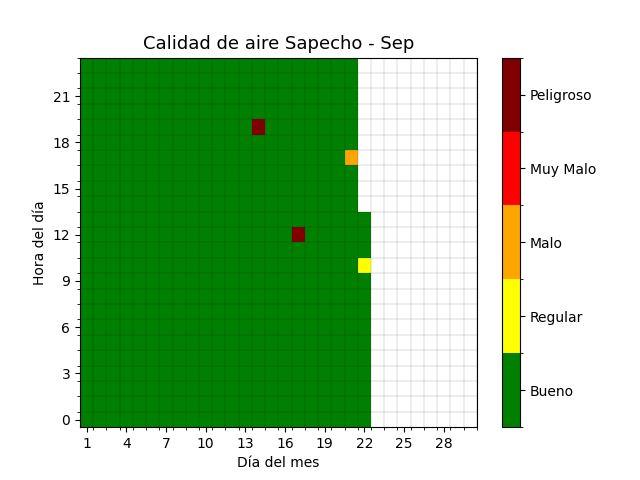 Calidad de aire Sapecho - Sep
Hora del día
21
18
15
12
9
6
3
0
1 4 7 10 13 16 19 22 25 28
Día del mes
Peligroso
Muy Malo
Malo
Regular
Bueno